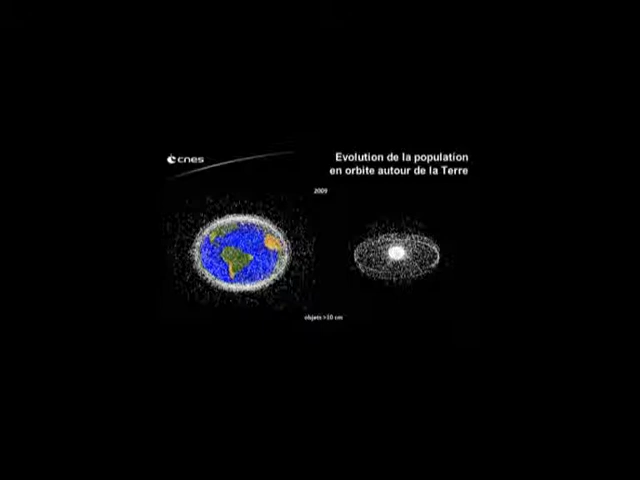 cnes
Evolution de la population
en orbite autour de la Terre
2009
objets >10 cm